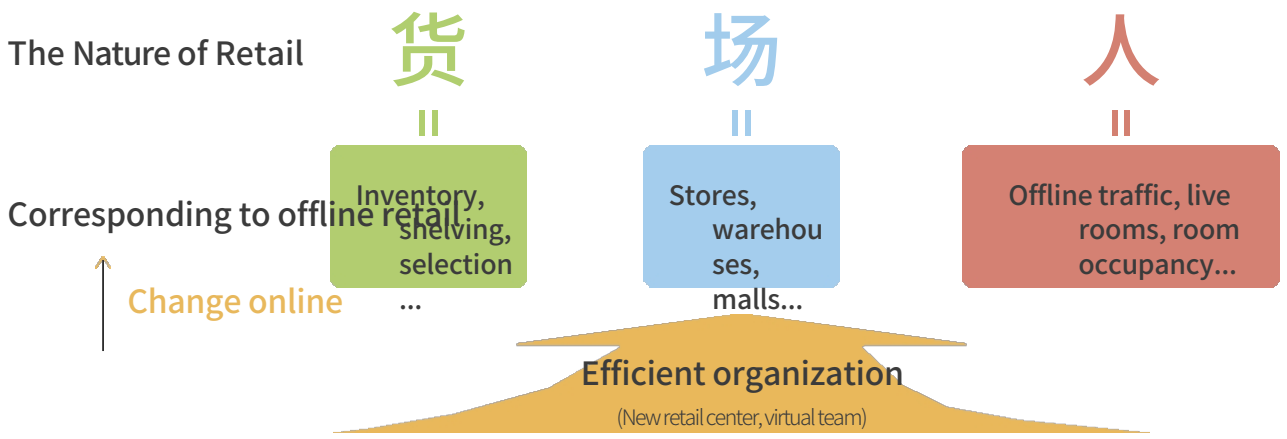 The Nature of Retail
货
场
人
Corresponding to offline retail
Inventory,
shelving,
selection
...
Stores,
warehou
ses,
malls...
Offline traffic, live
rooms, room
occupancy...
Change online
Efficient organization
(New retail center, virtual team)